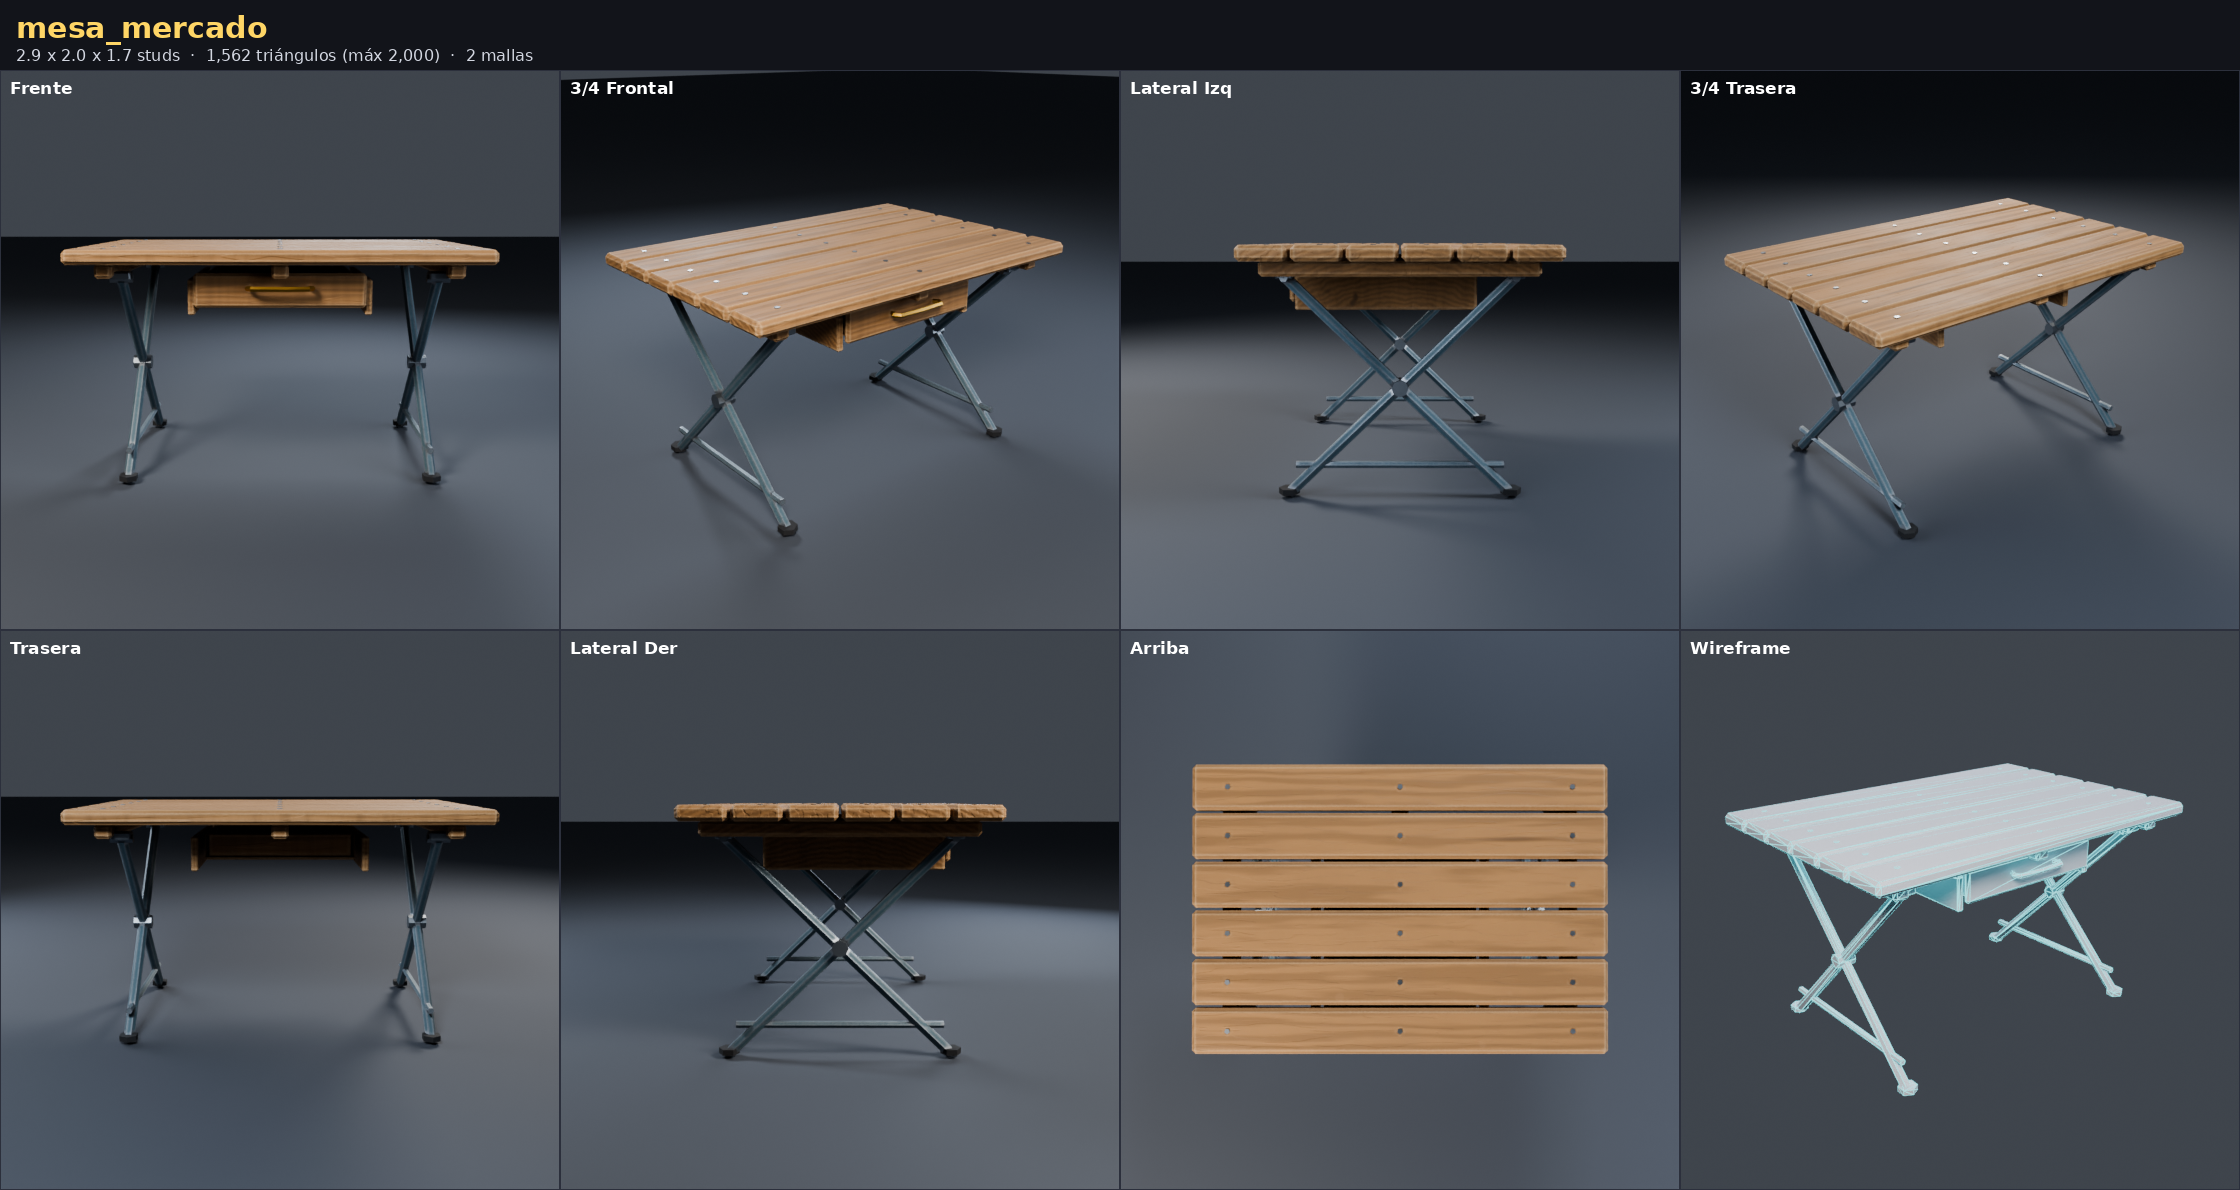 mesa_mercado
2.9 x 2.0 x 1.7 studs · 1,562 triángulos (máx 2,000) · 2 mallas
Frente
3/4 Frontal
Lateral Izq
3/4 Trasera
Trasera
Lateral Der
Arriba
Wireframe